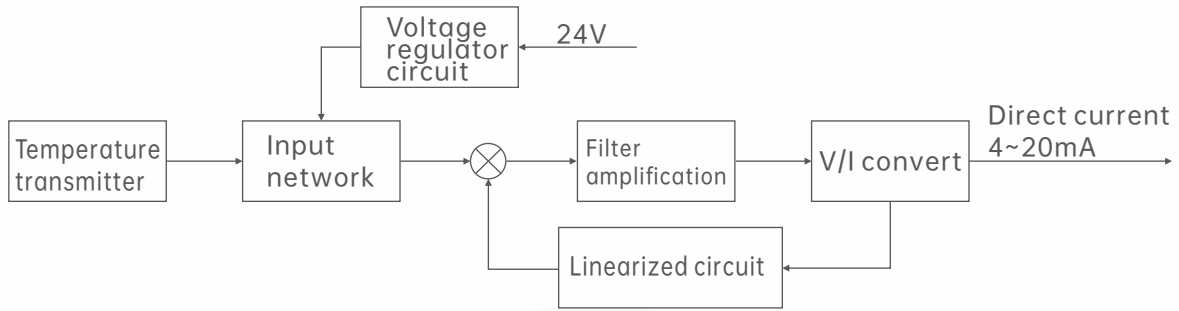 Voltage
regulator
circuit
24V
Temperature
transmitter
Input
network
Filter
amplification
V/I convert
Direct current
4~20mA
Linearized circuit